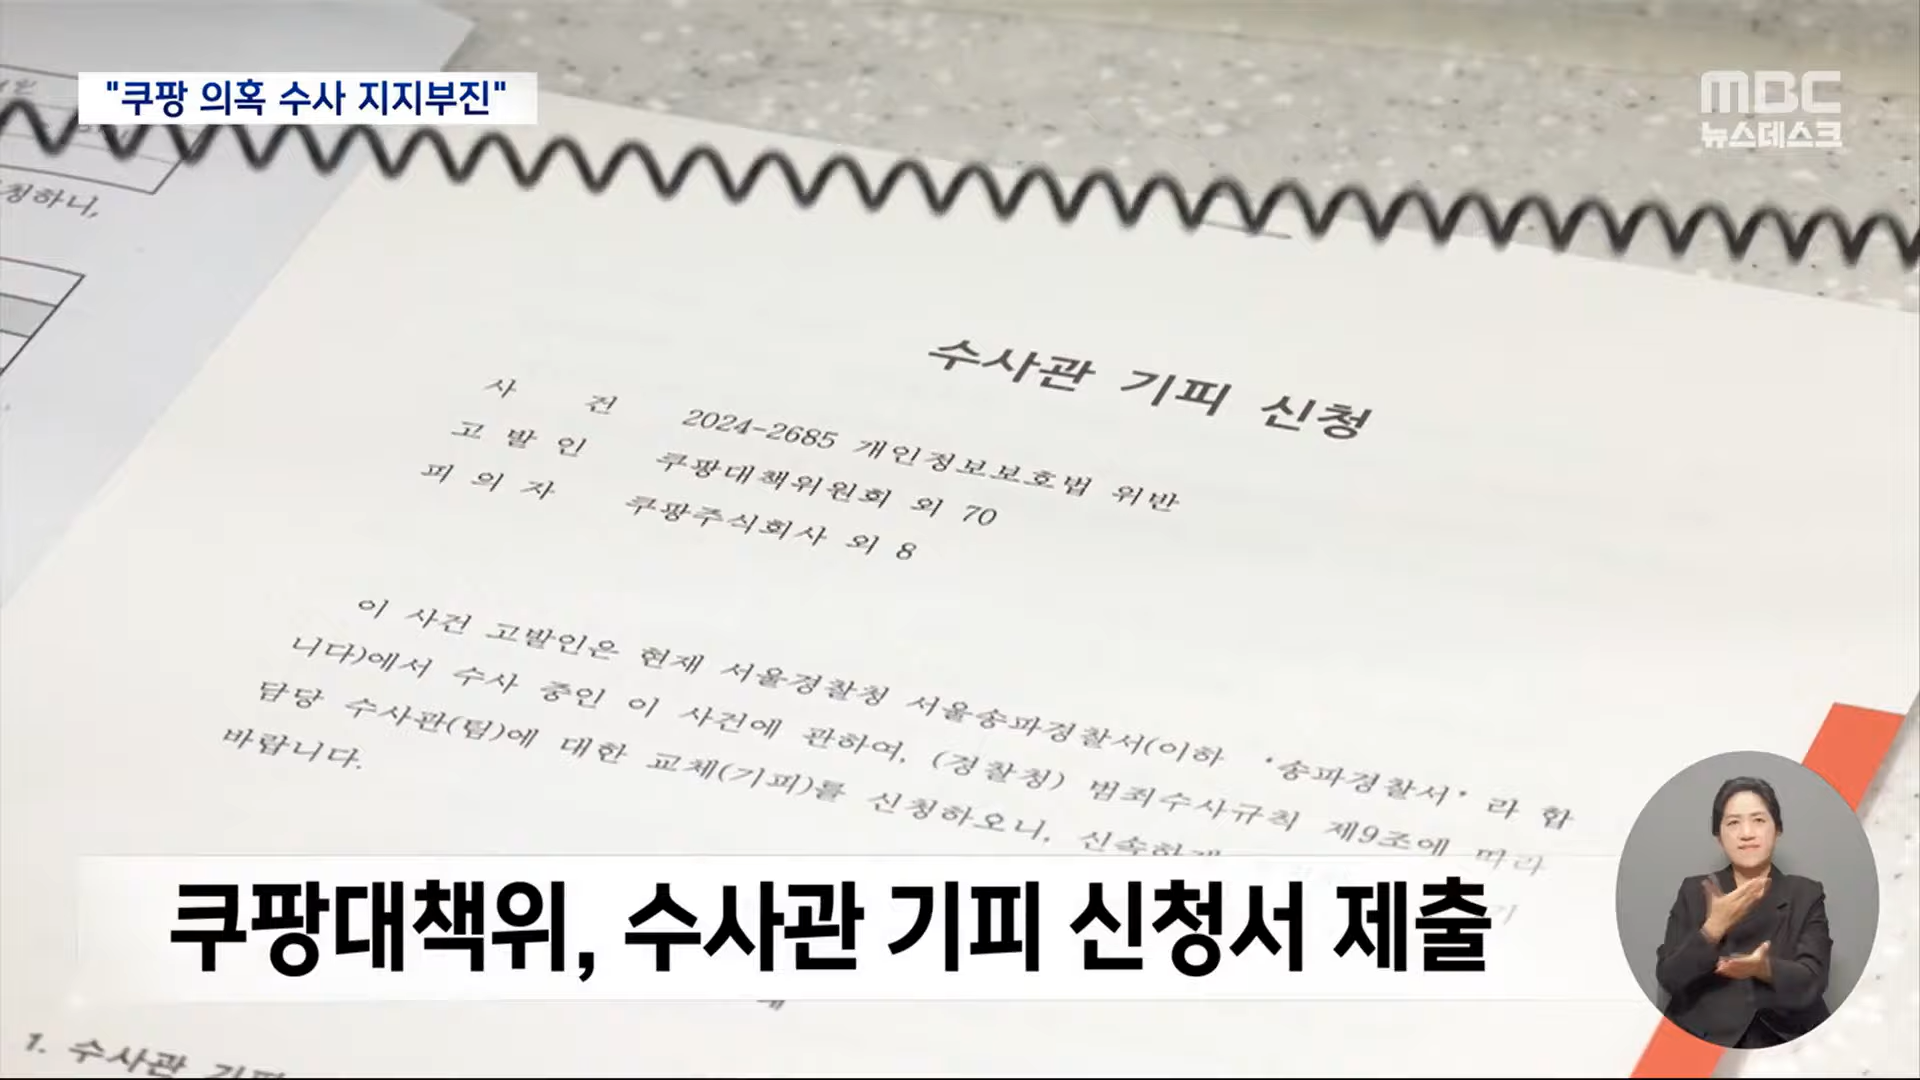 "쿠팡 의혹 수사 지지부진"
MBC
뉴스데스크
청하니,
수사관 기피 신청
사 건 2024-2685 개인정보보호법 위반
고 발 인 쿠팡대책위원회 외 70
피 의 자 쿠팡주식회사 외 8
이 사건 고발인은 현재 서울경찰청 서울송파경찰서(이하 '송파경찰서' 라 합
니다)에서 수사 중인 이 사건에 관하여, (경찰청) 범죄수사규칙 제9조에 따라
담당 수사관(팀)에 대한 교체(기피)를 신청하오니, 신속하게
바랍니다.
쿠팡대책위, 수사관 기피 신청서 제출
1. 수사관 기피